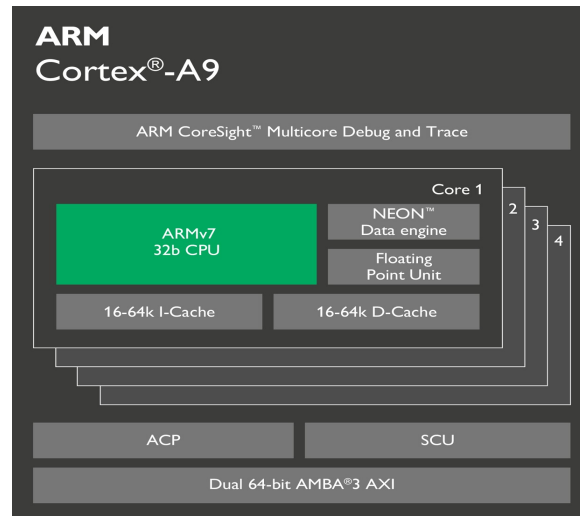 ARM
Cortex®-A9
ARM CoreSight™ Multicore Debug and Trace
Core 1
2
3
4
ARMv7
32b CPU
NEON™
Data engine
Floating
Point Unit
16-64k I-Cache
16-64k D-Cache
ACP
SCU
Dual 64-bit AMBA®3 AXI